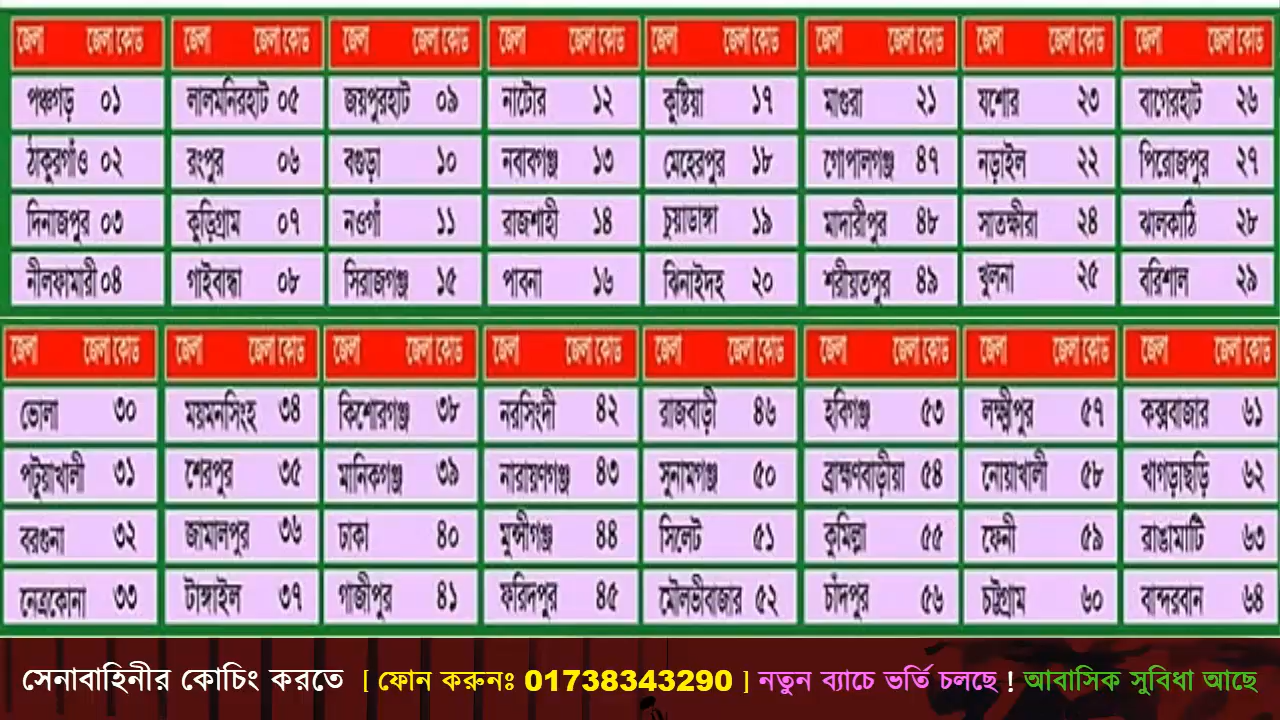 জেলা জেলা কোড জেলা জেলা কোড জেলা জেলা কোড জেলা জেলা কোড জেলা জেলা কোড জেলা জেলা কোড জেলা জেলা কোড জেলা জেলা কোড
পঞ্চগড় ০১ লালমনিরহাট ০৫ জয়পুরহাট ০৯ নাটোর ১২ কুষ্টিয়া ১৭ মাগুরা ২১ যশোর ২৩ বাগেরহাট ২৬
ঠাকুরগাঁও ০২ রংপুর ০৬ বগুড়া ১০ নবাবগঞ্জ ১৩ মেহেরপুর ১৮ গোপালগঞ্জ ৪৭ নড়াইল ২২ পিরোজপুর ২৭
দিনাজপুর ০৩ কুড়িগ্রাম ০৭ নওগাঁ ১১ রাজশাহী ১৪ চুয়াডাঙ্গা ১৯ মাদারীপুর ৪৮ সাতক্ষীরা ২৪ ঝালকাঠি ২৮
নীলফামারী ০৪ গাইবান্ধা ০৮ সিরাজগঞ্জ ১৫ পাবনা ১৬ ঝিনাইদহ ২০ শরীয়তপুর ৪৯ খুলনা ২৫ বরিশাল ২৯
জেলা জেলা কোড জেলা জেলা কোড জেলা জেলা কোড জেলা জেলা কোড জেলা জেলা কোড জেলা জেলা কোড জেলা জেলা কোড জেলা জেলা কোড
ভোলা ৩০ ময়মনসিংহ ৩৪ কিশোরগঞ্জ ৩৮ নরসিংদী ৪২ রাজবাড়ী ৪৬ হবিগঞ্জ ৫৩ লক্ষ্মীপুর ৫৭ কক্সবাজার ৬১
পটুয়াখালী ৩১ শেরপুর ৩৫ মানিকগঞ্জ ৩৯ নারায়ণগঞ্জ ৪৩ সুনামগঞ্জ ৫০ ব্রাহ্মণবাড়ীয়া ৫৪ নোয়াখালী ৫৮ খাগড়াছড়ি ৬২
বরগুনা ৩২ জামালপুর ৩৬ ঢাকা ৪০ মুন্সীগঞ্জ ৪৪ সিলেট ৫১ কুমিল্লা ৫৫ ফেনী ৫৯ রাঙামাটি ৬৩
নেত্রকোনা ৩৩ টাঙ্গাইল ৩৭ গাজীপুর ৪১ ফরিদপুর ৪৫ মৌলভীবাজার ৫২ চাঁদপুর ৫৬ চট্টগ্রাম ৬০ বান্দরবান ৬৪
সেনাবাহিনীর কোচিং করতে [ ফোন করুনঃ 01738343290 ] নতুন ব্যাচে ভর্তি চলছে ! আবাসিক সুবিধা আছে